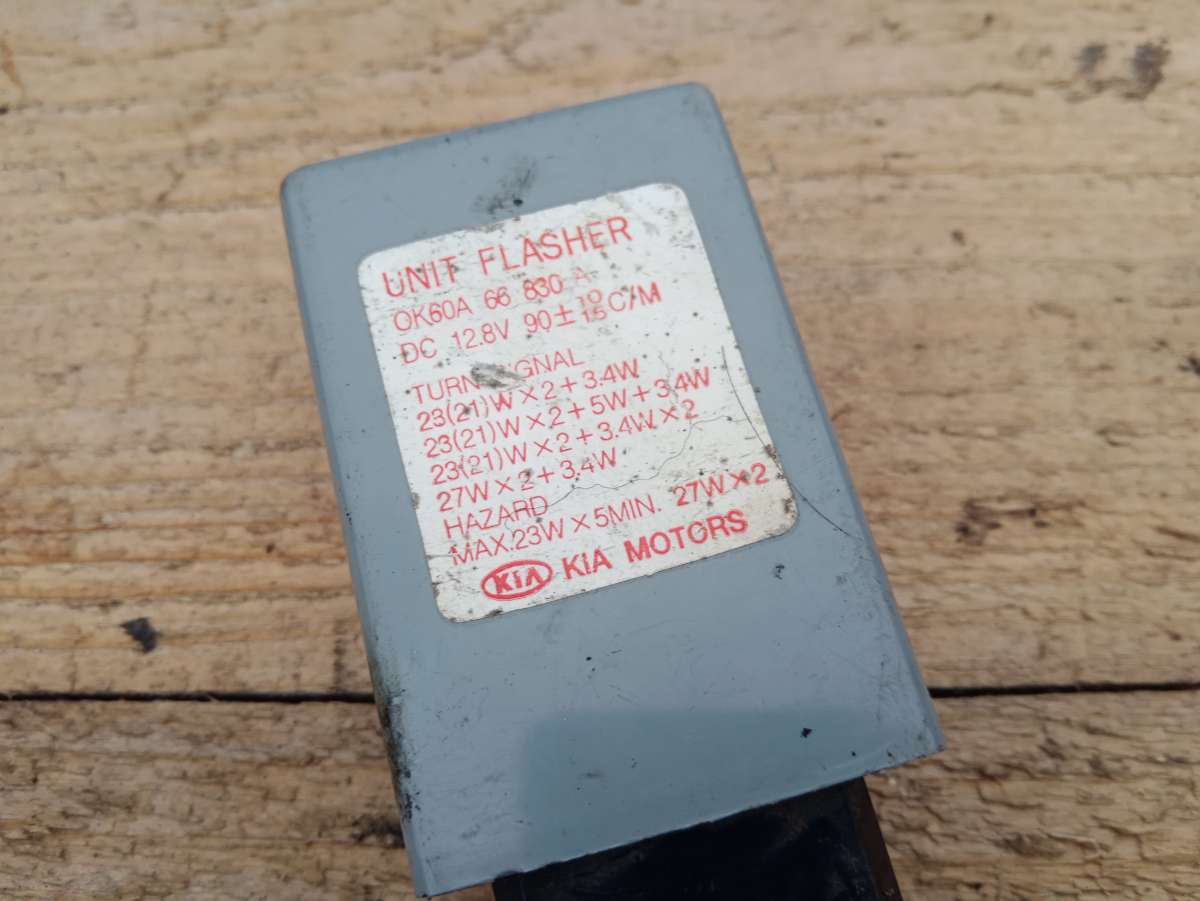 UNIT FLASHER
OK60A 66 830 A
DC 12.8V 90± 10/15 C/M
TURN SIGNAL
23(21)W×2+3.4W
23(21)W×2+5W+3.4W
23(21)W×2+3.4W×2
27W×2+3.4W
HAZARD
MAX.23W×5MIN. 27W×2
KIA KIA MOTORS